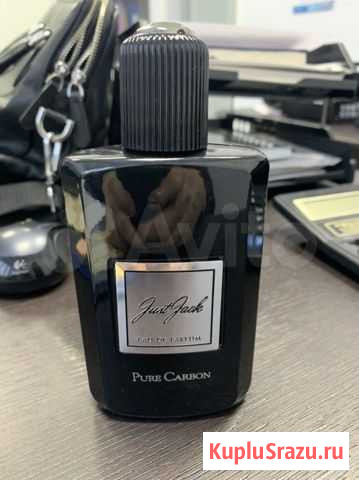 Avito
Just Jack
EAU DE PARFUM
PURE CARBON
KupluSrazu.ru